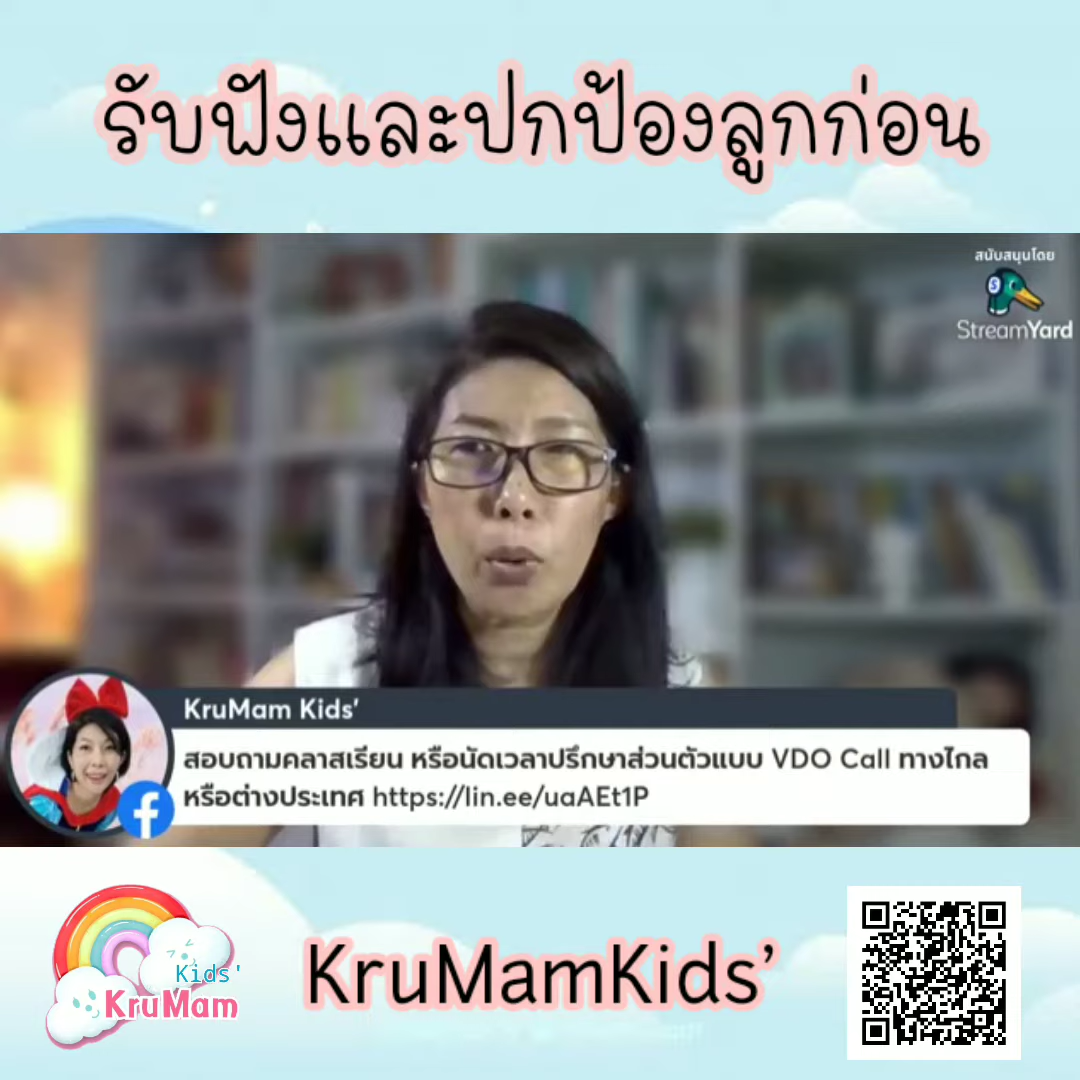 รับฟังและปกป้องลูกก่อน
สนับสนุนโดย
StreamYard
KruMam Kids’
สอบถามคลาสเรียน หรือนัดเวลาปรึกษาส่วนตัวแบบ VDO Call ทางไกล
หรือต่างประเทศ https://lin.ee/uaAEt1P
Kids'
KruMam
KruMamKids’